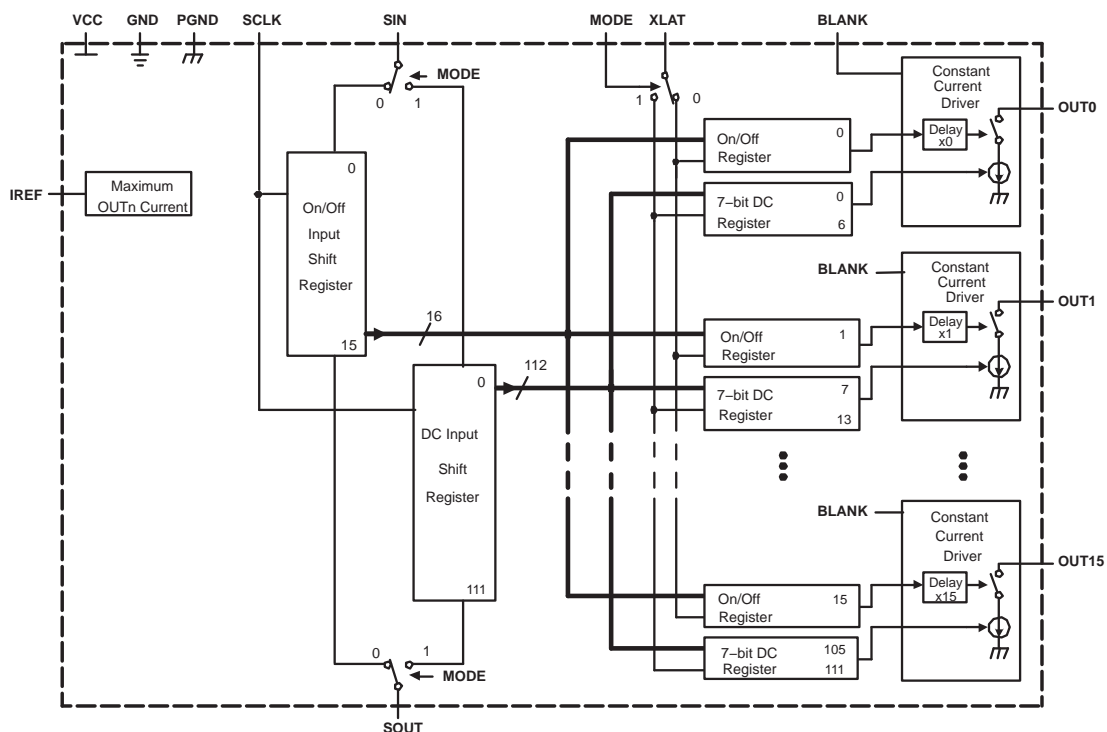 VCC GND PGND SCLK SIN MODE XLAT BLANK
MODE
0 1
1 0
Constant
Current
Driver
OUT0
Delay
x0
On/Off 0
Register
7–bit DC 0
Register 6
IREF
Maximum
OUTn Current
0
On/Off
Input
Shift
Register
15
16
BLANK
Constant
Current
Driver
OUT1
Delay
x1
On/Off 1
Register
7–bit DC 7
Register 13
112
0
DC Input
Shift
Register
111
BLANK
Constant
Current
Driver
OUT15
Delay
x15
On/Off 15
Register
7–bit DC 105
Register 111
0 1
MODE
SOUT